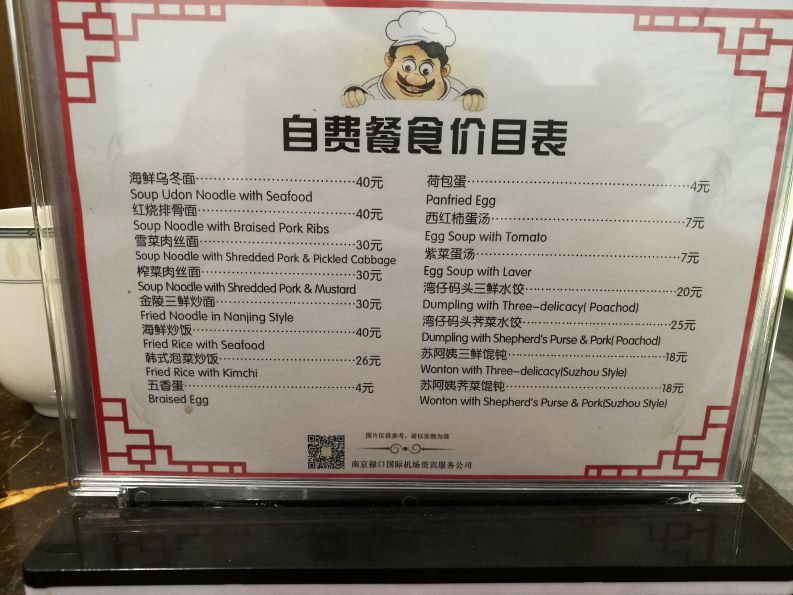 自费餐食价目表
海鲜乌冬面································40元
Soup Udon Noodle with Seafood
红烧排骨面································40元
Soup Noodle with Braised Pork Ribs
雪菜肉丝面································30元
Soup Noodle with Shredded Pork & Pickled Cabbage
榨菜肉丝面································30元
Soup Noodle with Shredded Pork & Mustard
金陵三鲜炒面································30元
Fried Noodle in Nanjing Style
海鲜炒饭································40元
Fried Rice with Seafood
韩式泡菜炒饭································26元
Fried Rice with Kimchi
五香蛋································4元
Braised Egg
荷包蛋································4元
Panfried Egg
西红柿蛋汤································7元
Egg Soup with Tomato
紫菜蛋汤································7元
Egg Soup with Laver
湾仔码头三鲜水饺································20元
Dumpling with Three-delicacy( Poachod)
湾仔码头荠菜水饺································25元
Dumpling with Shepherd's Purse & Pork( Poachod)
苏阿姨三鲜馄饨································18元
Wonton with Three-delicacy(Suzhou Style)
苏阿姨荠菜馄饨································18元
Wonton with Shepherd's Purse & Pork(Suzhou Style)
图片仅供参考，请以实物为准
南京禄口国际机场贵宾服务公司